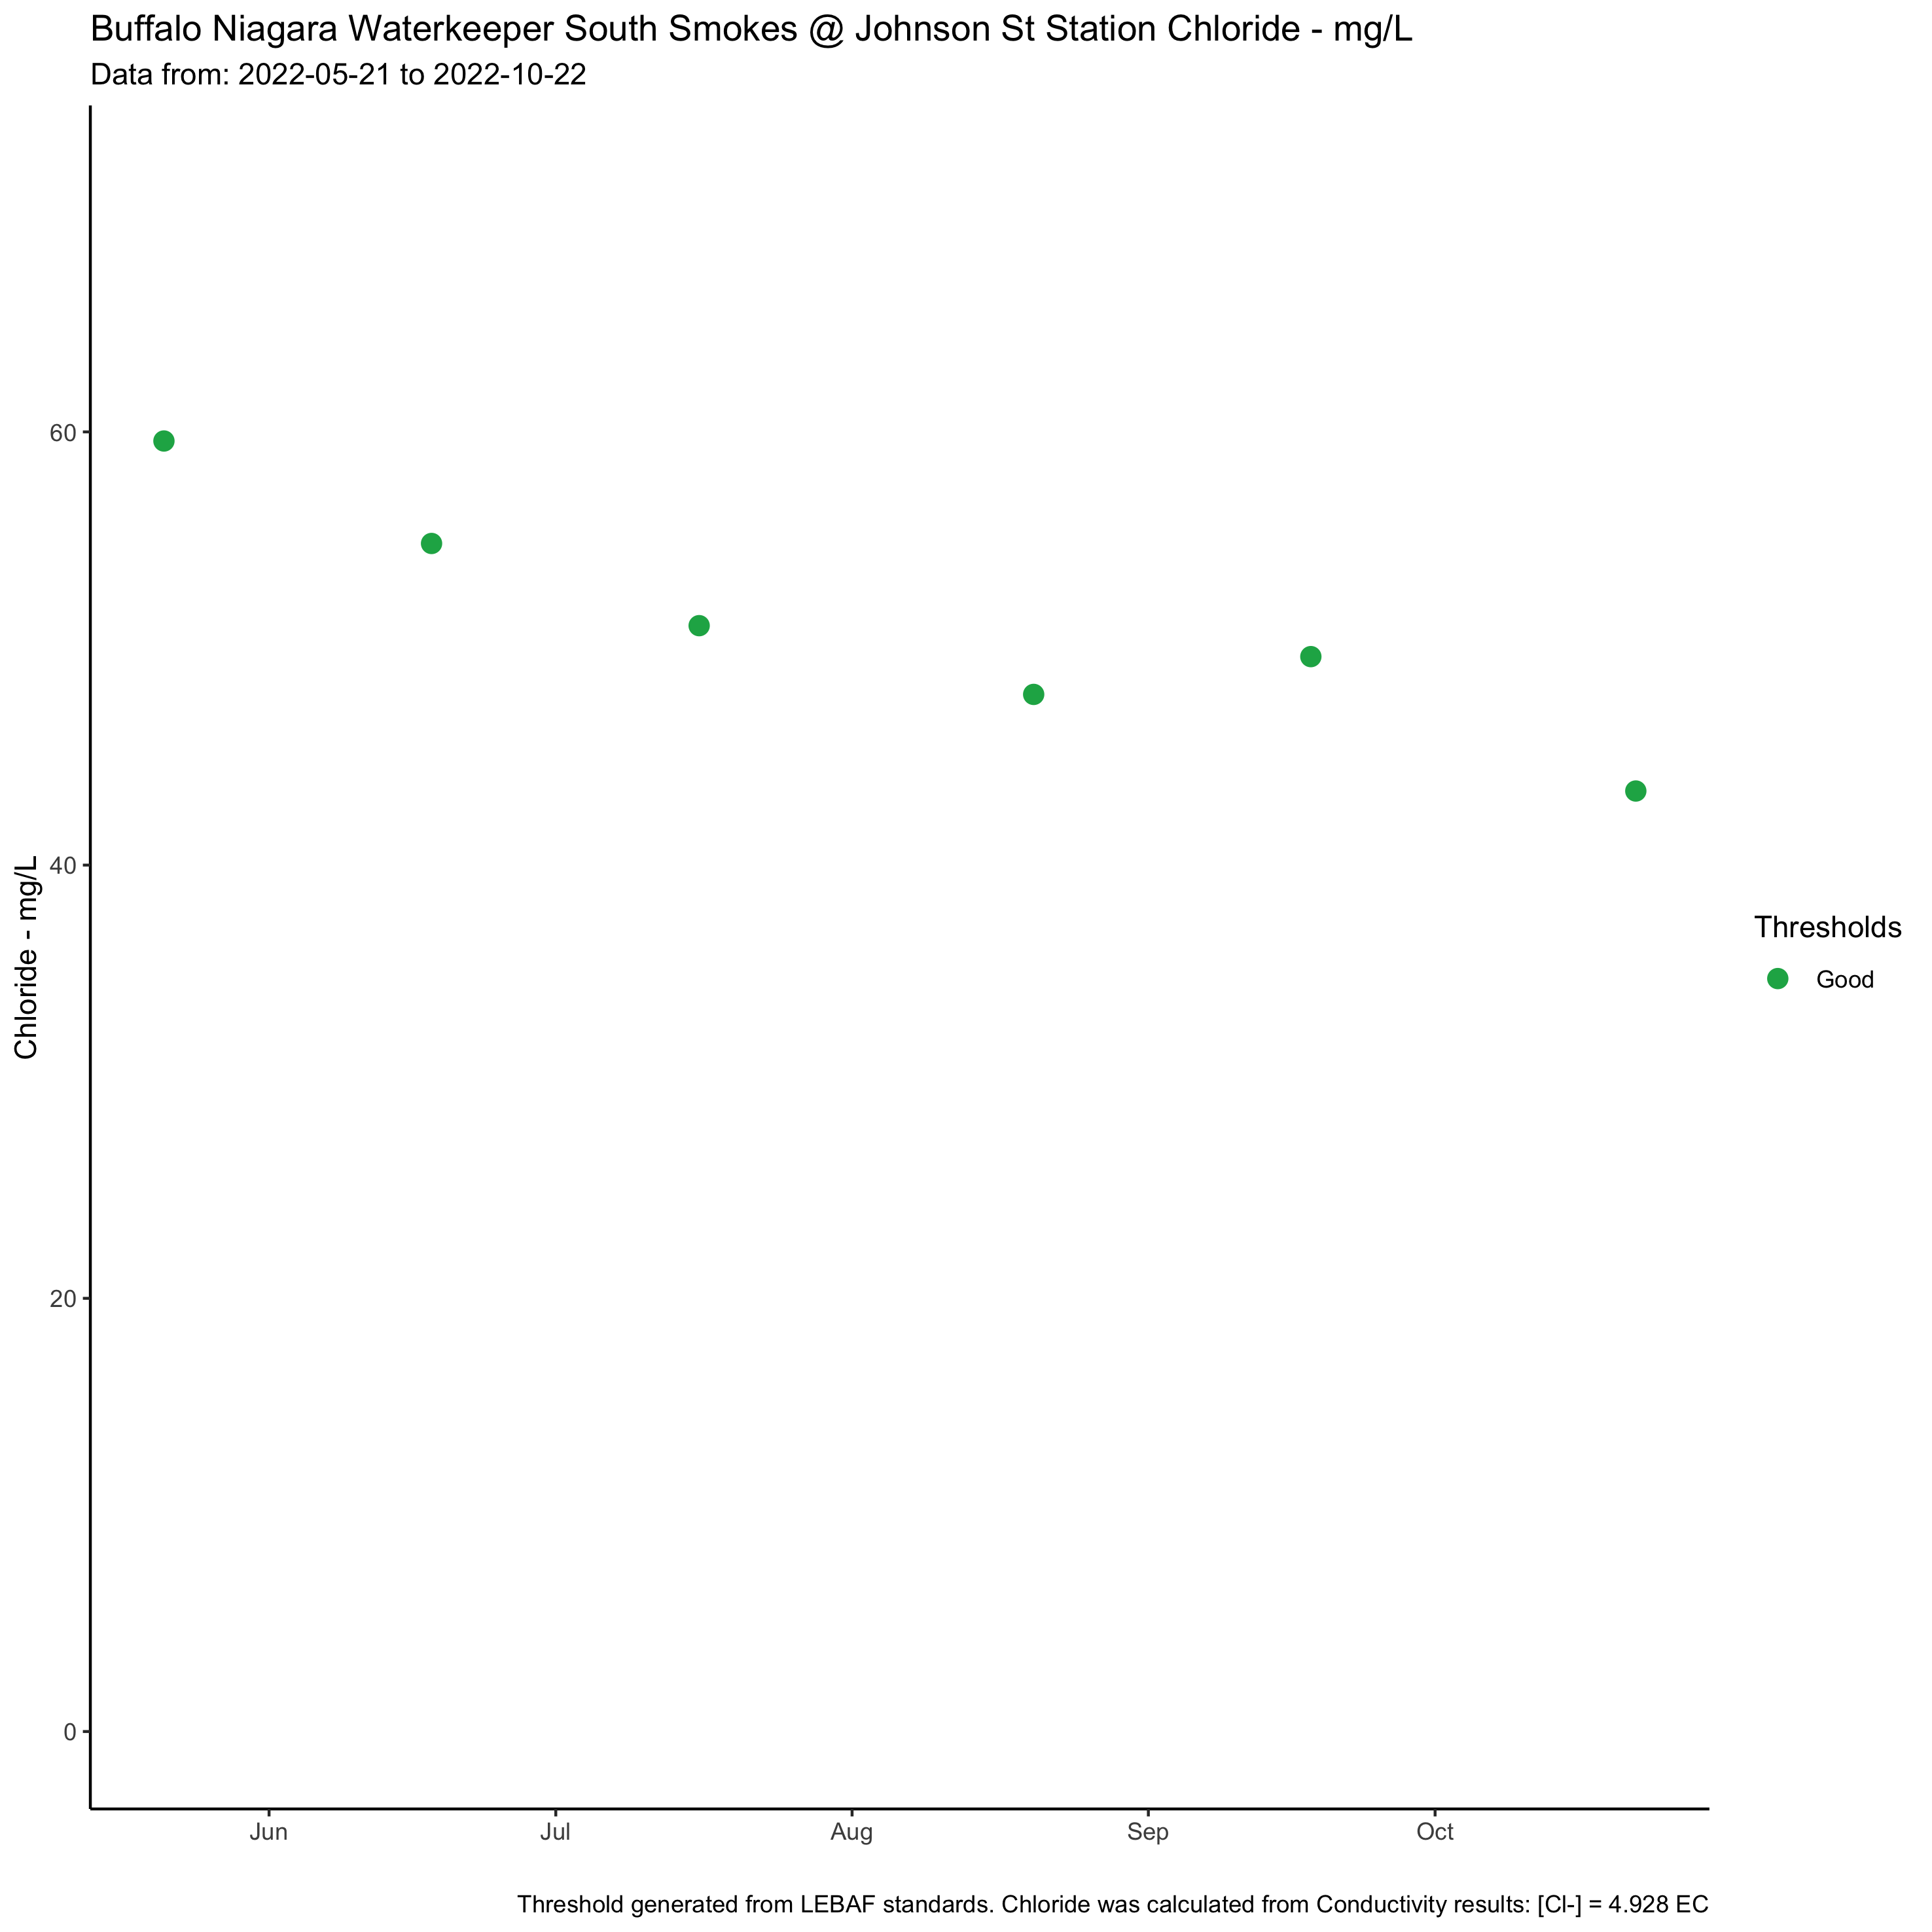 Buffalo Niagara Waterkeeper South Smokes @ Johnson St Station Chloride - mg/L
Data from: 2022-05-21 to 2022-10-22
60
40
20
0
Chloride - mg/L
Jun Jul Aug Sep Oct
Thresholds
Good
Threshold generated from LEBAF standards. Chloride was calculated from Conductivity results: [Cl-] = 4.928 EC